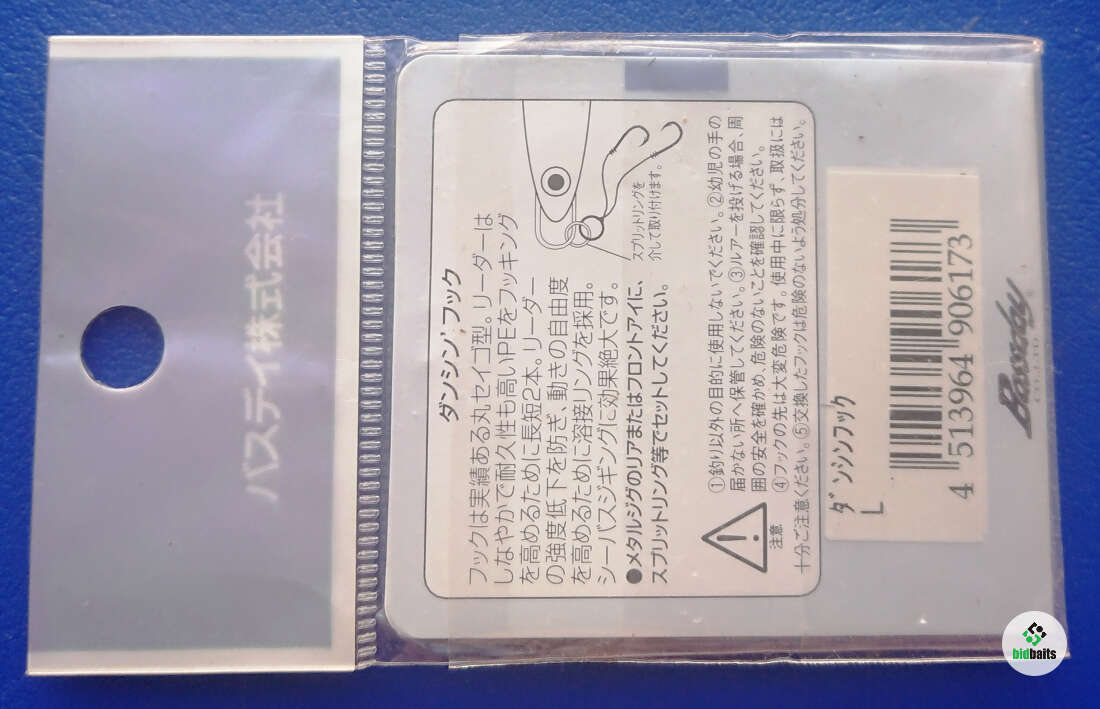 バスデイ株式会社
ダンシン'フック
フックは実績ある丸セイゴ型。リーダーは
しなやかで耐久性も高いPEをフッキング
を高めるために長短2本。リーダー
の強度低下を防ぎ、動きの自由度
を高めるために溶接リングを採用。
シーバスジギングに効果絶大です。
●メタルジグのリアまたはフロントアイに、
スプリットリング等でセットしてください。
スプリットリングを
介して取り付けます。
注意
①釣り以外の目的に使用しないでください。②幼児の手の
届かない所へ保管してください。③ルアーを投げる場合、周
囲の安全を確かめ、危険のないことを確認してください。
④フックの先は大変危険です。使用中に限らず、取扱には
十分ご注意ください。⑤交換したフックは危険のないよう処分してください。
ダンシンフック
L
4 513964 906173
Bassday
bidbaits